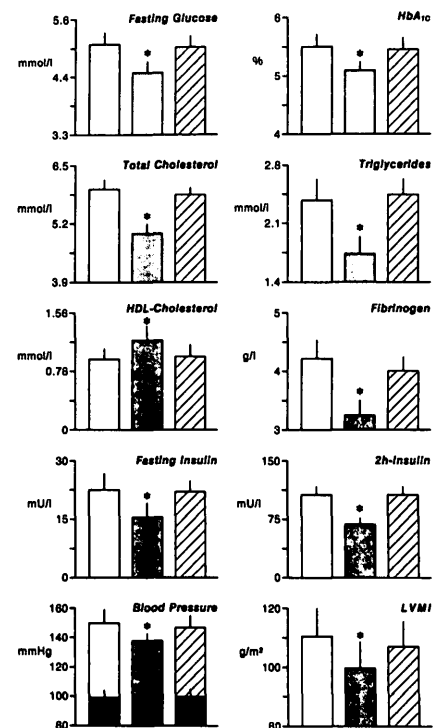 Fasting Glucose
5.6
mmol/l
4.4
3.3
*
HbA1c
6
%
5
4
*
Total Cholesterol
6.5
mmol/l
5.2
3.9
*
Triglycerides
2.8
mmol/l
2.1
1.4
*
HDL-Cholesterol
1.56
mmol/l
0.78
0
*
Fibrinogen
5
g/l
4
3
*
Fasting Insulin
30
mU/l
15
0
*
2h-Insulin
150
mU/l
75
0
*
Blood Pressure
160
140
mmHg
120
100
80
*
LVMI
120
g/m²
100
80
*